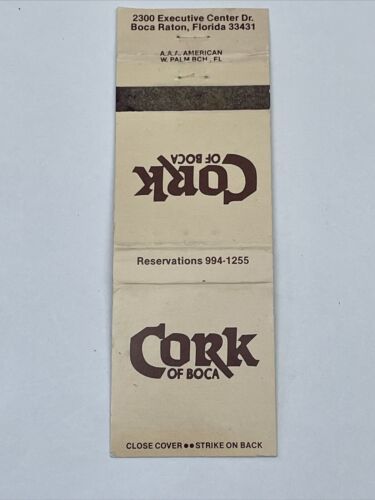 2300 Executive Center Dr.
Boca Raton, Florida 33431
A.A.A. AMERICAN
W. PALM BCH., FL
CORK
OF BOCA
Reservations 994-1255
CORK
OF BOCA
CLOSE COVER●●STRIKE ON BACK